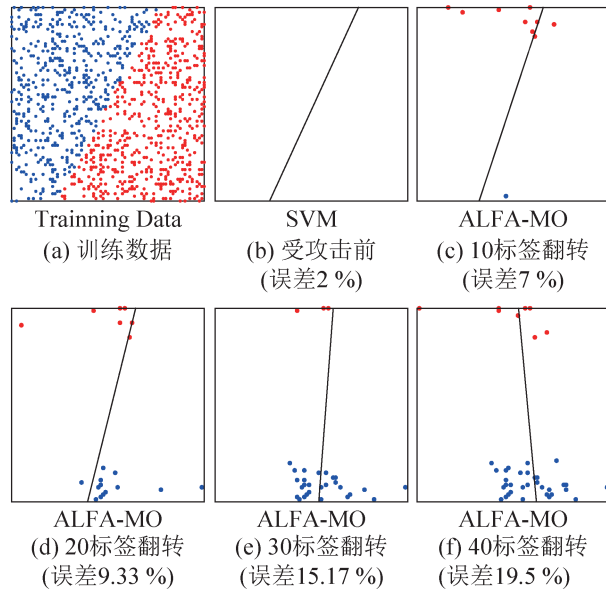 Trainning Data
SVM
ALFA-MO
(a) 训练数据
(b) 受攻击前
(c) 10标签翻转
(误差2 %)
(误差7 %)
ALFA-MO
ALFA-MO
ALFA-MO
(d) 20标签翻转
(e) 30标签翻转
(f) 40标签翻转
(误差9.33 %)
(误差15.17 %)
(误差19.5 %)